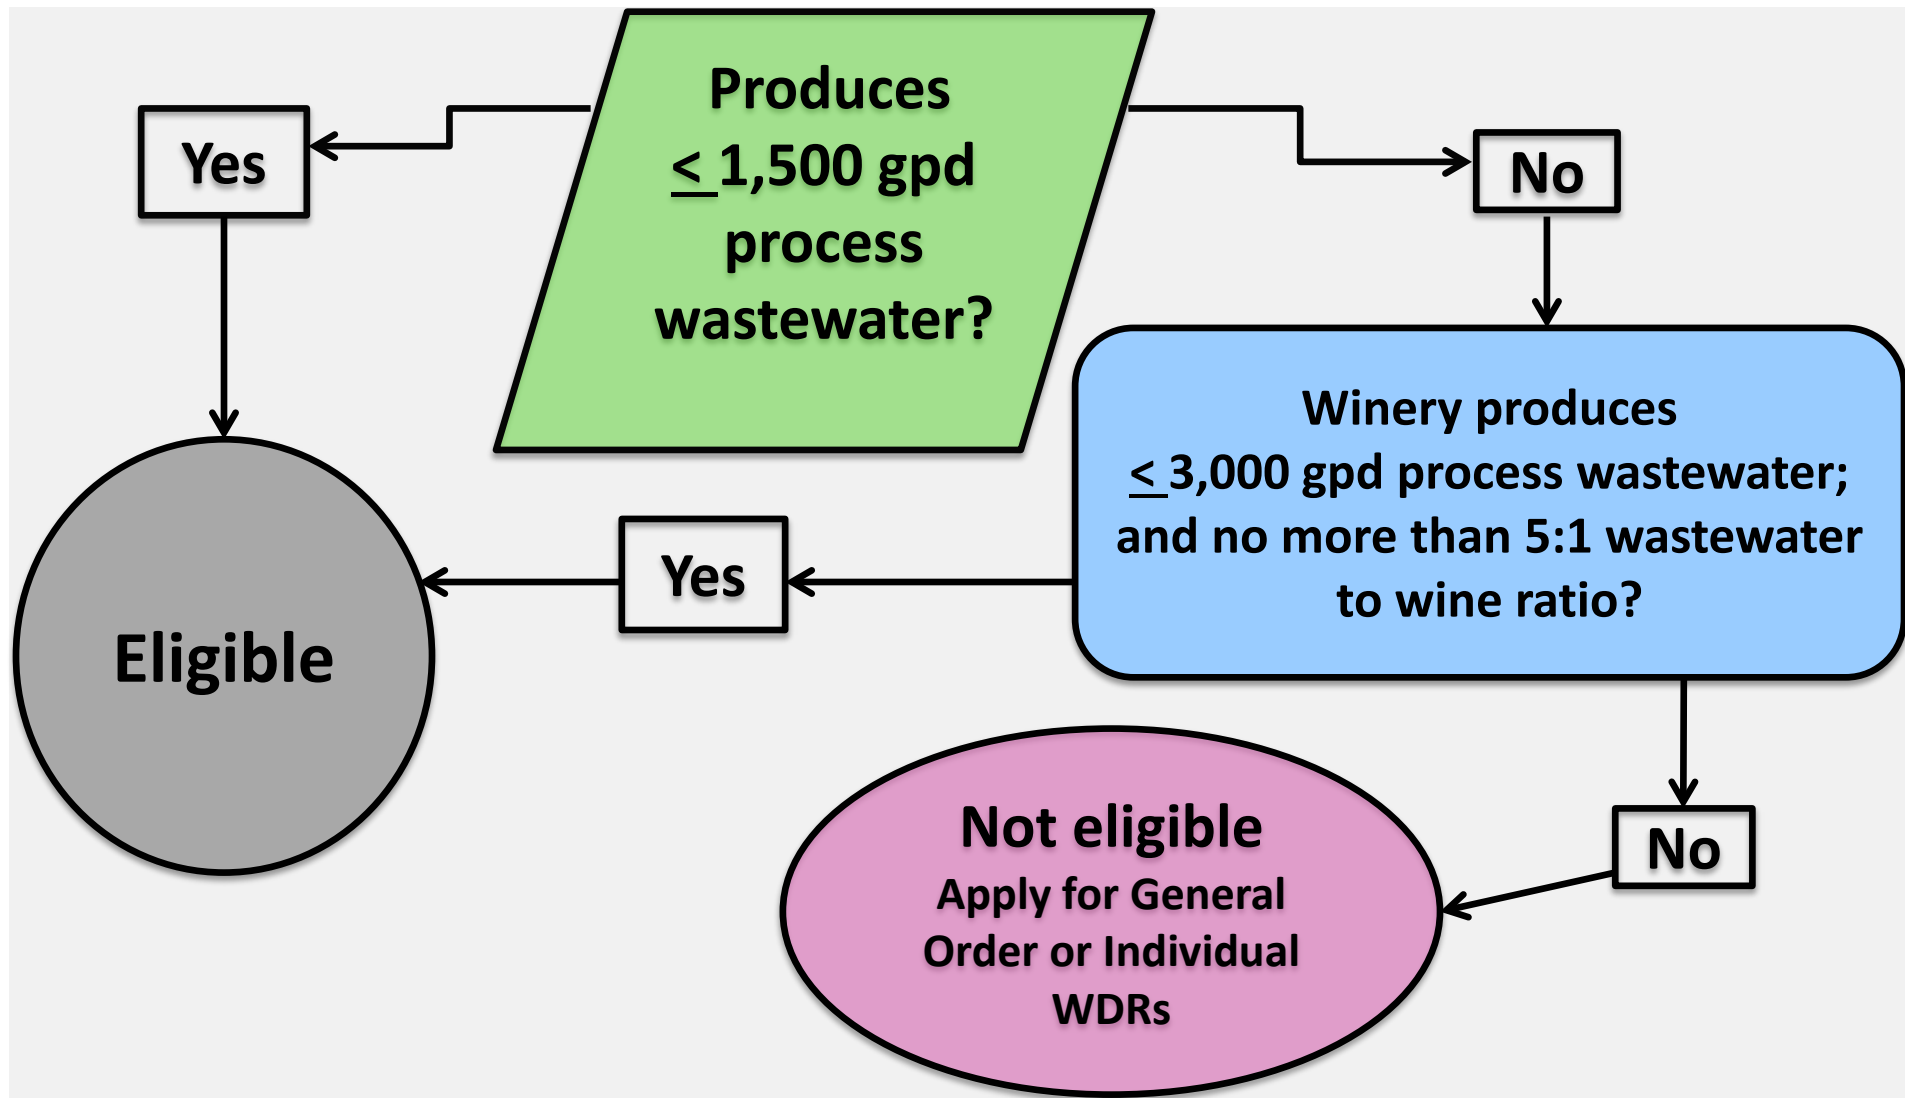 Produces
< 1,500 gpd
process
wastewater?
Yes
No
Winery produces
< 3,000 gpd process wastewater;
and no more than 5:1 wastewater
to wine ratio?
Yes
Eligible
No
Not eligible
Apply for General
Order or Individual
WDRs